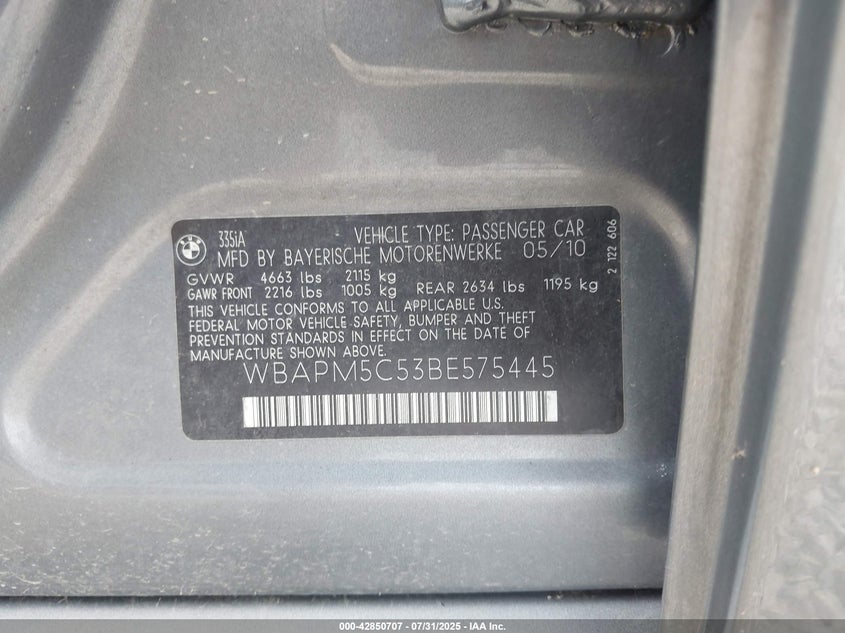 335iA
VEHICLE TYPE: PASSENGER CAR
MFD BY BAYERISCHE MOTORENWERKE 05/10
GVWR 4663 lbs 2115 kg
GAWR FRONT 2216 lbs 1005 kg REAR 2634 lbs 1195 kg
THIS VEHICLE CONFORMS TO ALL APPLICABLE U.S.
FEDERAL MOTOR VEHICLE SAFETY, BUMPER AND THEFT
PREVENTION STANDARDS IN EFFECT ON THE DATE OF
MANUFACTURE SHOWN ABOVE.
WBAPM5C53BE575445
2 122 606
000-42850707 - 07/31/2025 - IAA Inc.